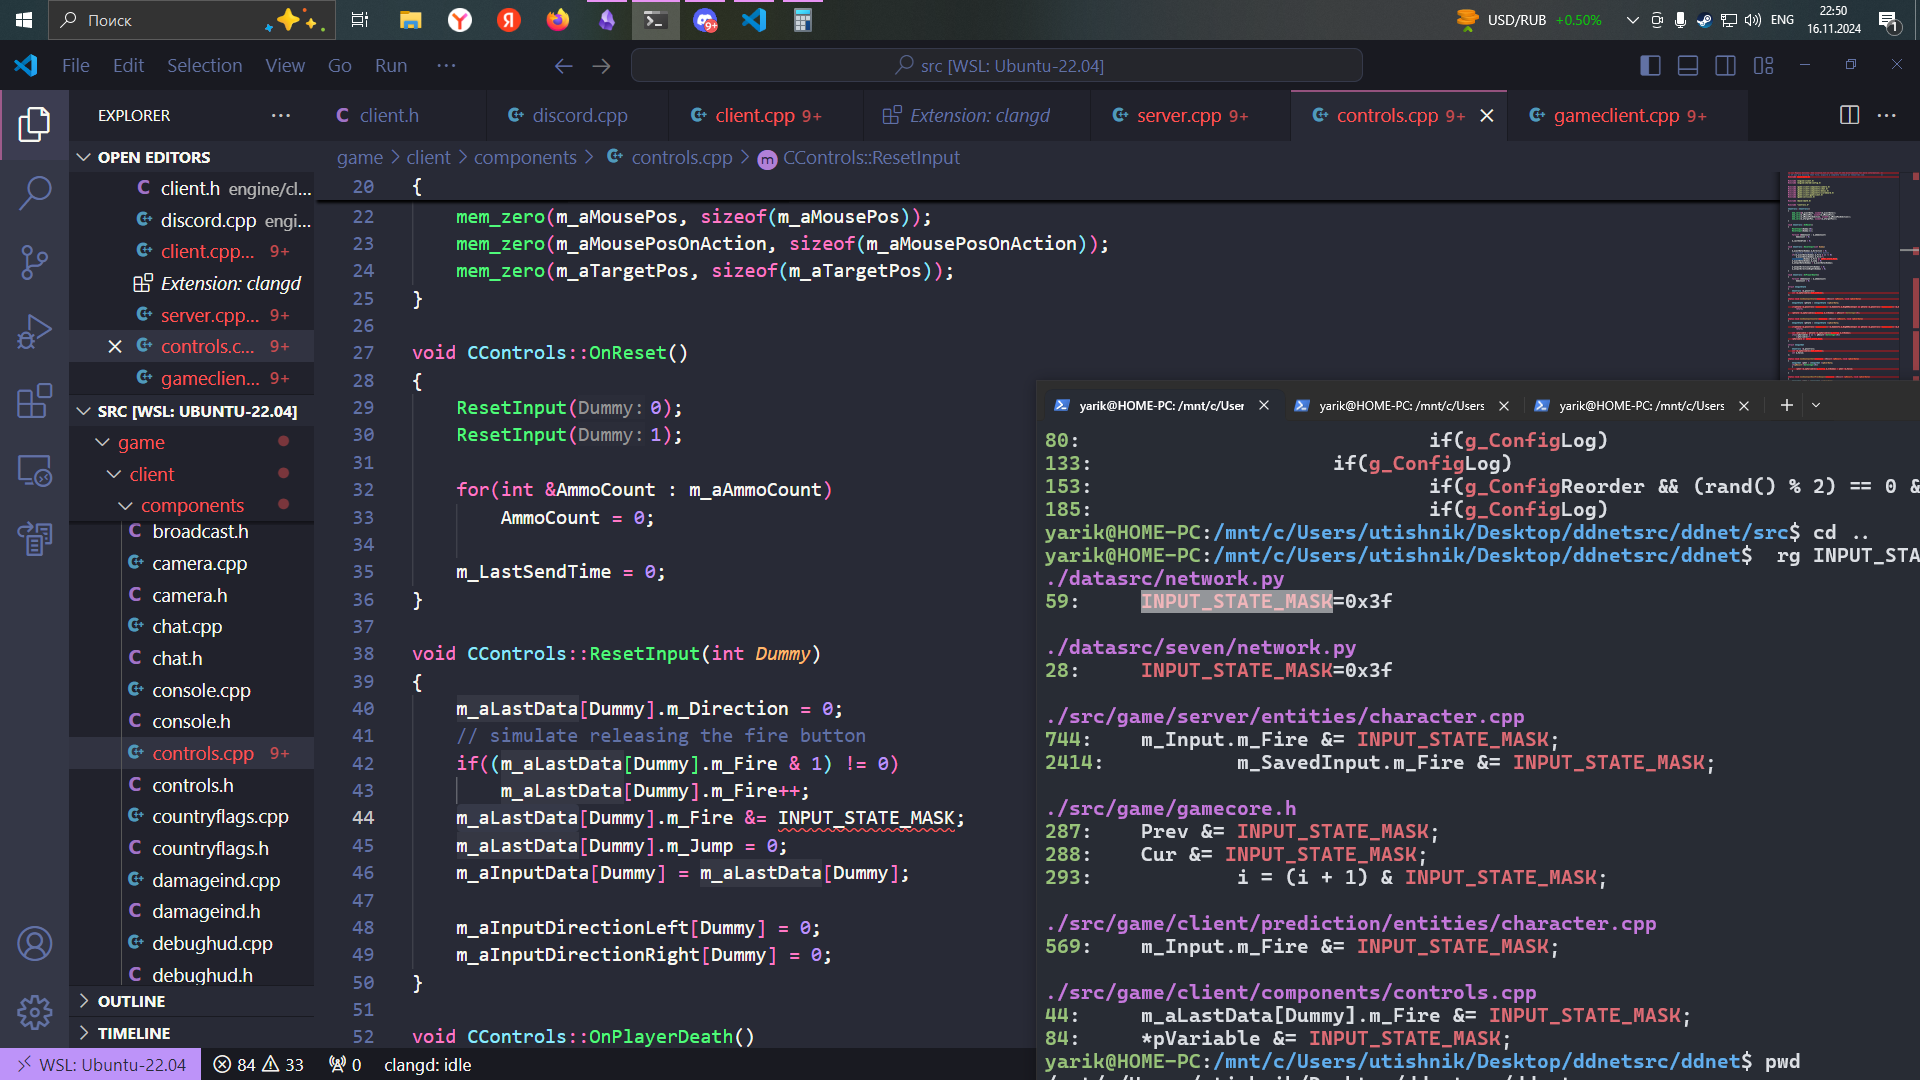 Поиск
USD/RUB +0.50%
ENG
22:50
16.11.2024
1
File Edit Selection View Go Run ···
src [WSL: Ubuntu-22.04]
EXPLORER ···
C client.h
discord.cpp
client.cpp 9+
Extension: clangd
server.cpp 9+
controls.cpp 9+
gameclient.cpp 9+
game > client > components > controls.cpp > CControls::ResetInput
OPEN EDITORS
C client.h engine/cl...
discord.cpp engi...
client.cpp... 9+
Extension: clangd
server.cpp... 9+
controls.c... 9+
gameclien... 9+
SRC [WSL: UBUNTU-22.04]
game
client
components
C broadcast.h
camera.cpp
C camera.h
chat.cpp
C chat.h
console.cpp
C console.h
controls.cpp 9+
C controls.h
countryflags.cpp
C countryflags.h
damageind.cpp
C damageind.h
debughud.cpp
C debughud.h
OUTLINE
TIMELINE
20 {
22 mem_zero(m_aMousePos, sizeof(m_aMousePos));
23 mem_zero(m_aMousePosOnAction, sizeof(m_aMousePosOnAction));
24 mem_zero(m_aTargetPos, sizeof(m_aTargetPos));
25 }
26
27 void CControls::OnReset()
28 {
29 ResetInput(Dummy: 0);
30 ResetInput(Dummy: 1);
31
32 for(int &AmmoCount : m_aAmmoCount)
33 AmmoCount = 0;
34
35 m_LastSendTime = 0;
36 }
37
38 void CControls::ResetInput(int Dummy)
39 {
40 m_aLastData[Dummy].m_Direction = 0;
41 // simulate releasing the fire button
42 if((m_aLastData[Dummy].m_Fire & 1) != 0)
43 m_aLastData[Dummy].m_Fire++;
44 m_aLastData[Dummy].m_Fire &= INPUT_STATE_MASK;
45 m_aLastData[Dummy].m_Jump = 0;
46 m_aInputData[Dummy] = m_aLastData[Dummy];
47
48 m_aInputDirectionLeft[Dummy] = 0;
49 m_aInputDirectionRight[Dummy] = 0;
50 }
51
52 void CControls::OnPlayerDeath()
yarik@HOME-PC: /mnt/c/User
yarik@HOME-PC: /mnt/c/Users
yarik@HOME-PC: /mnt/c/Users
80: if(g_ConfigLog)
133: if(g_ConfigLog)
153: if(g_ConfigReorder && (rand() % 2) == 0 &
185: if(g_ConfigLog)
yarik@HOME-PC:/mnt/c/Users/utishnik/Desktop/ddnetsrc/ddnet/src$ cd ..
yarik@HOME-PC:/mnt/c/Users/utishnik/Desktop/ddnetsrc/ddnet$ rg INPUT_STA
./datasrc/network.py
59: INPUT_STATE_MASK=0x3f
./datasrc/seven/network.py
28: INPUT_STATE_MASK=0x3f
./src/game/server/entities/character.cpp
744: m_Input.m_Fire &= INPUT_STATE_MASK;
2414: m_SavedInput.m_Fire &= INPUT_STATE_MASK;
./src/game/gamecore.h
287: Prev &= INPUT_STATE_MASK;
288: Cur &= INPUT_STATE_MASK;
293: i = (i + 1) & INPUT_STATE_MASK;
./src/game/client/prediction/entities/character.cpp
569: m_Input.m_Fire &= INPUT_STATE_MASK;
./src/game/client/components/controls.cpp
44: m_aLastData[Dummy].m_Fire &= INPUT_STATE_MASK;
84: *pVariable &= INPUT_STATE_MASK;
yarik@HOME-PC:/mnt/c/Users/utishnik/Desktop/ddnetsrc/ddnet$ pwd
WSL: Ubuntu-22.04 84 33 0 clangd: idle